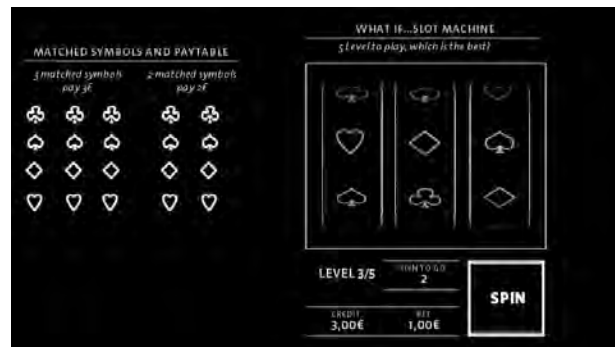 MATCHED SYMBOLS AND PAYTABLE
3 matched symbols
pay 3€
2 matched symbols
pay 2€
WHAT IF...SLOT MACHINE
5 Level to play, which is the best?
LEVEL 3/5
2
CREDIT
3,00€
BET
1,00€
SPIN